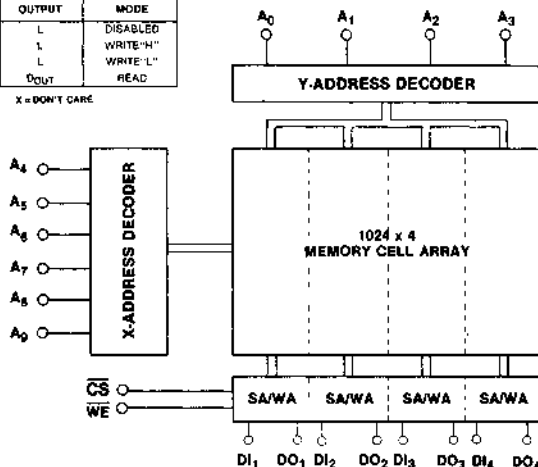 OUTPUT MODE
L DISABLED
L WRITE"H"
L WRITE"L"
DOUT READ
X = DON'T CARE
A0 A1 A2 A3
Y-ADDRESS DECODER
A4
A5
A6
A7
A8
A9
X-ADDRESS DECODER
1024 x 4
MEMORY CELL ARRAY
CS
WE
SA/WA SA/WA SA/WA SA/WA
DI1 DO1 DI2 DO2 DI3 DO3 DI4 DO4